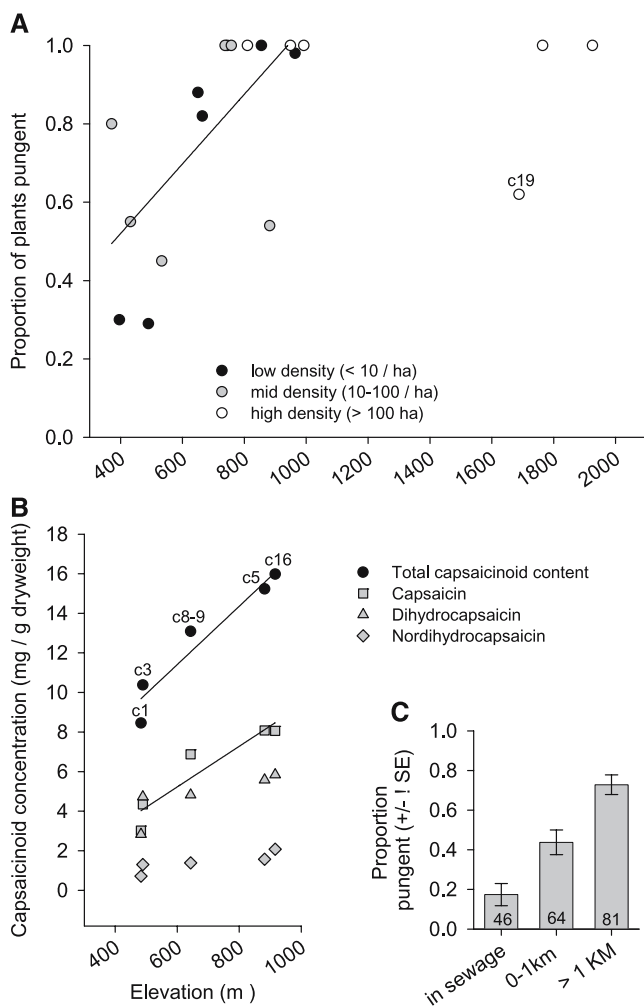 A
Proportion of plants pungent
1.0
0.8
0.6
0.4
0.2
0.0
c19
low density (< 10 / ha)
mid density (10-100 / ha)
high density (> 100 ha)
400 600 800 1000 1200 1400 1600 1800 2000
B
Capsaicinoid concentration (mg / g dryweight)
18
16
14
12
10
8
6
4
2
0
c16
c5
c8-9
c3
c1
400 600 800 1000
Elevation (m )
Total capsaicinoid content
Capsaicin
Dihydrocapsaicin
Nordihydrocapsaicin
C
Proportion
pungent (+/- ! SE)
1.0
0.8
0.6
0.4
0.2
0.0
46 64 81
in sewage 0-1km > 1 KM